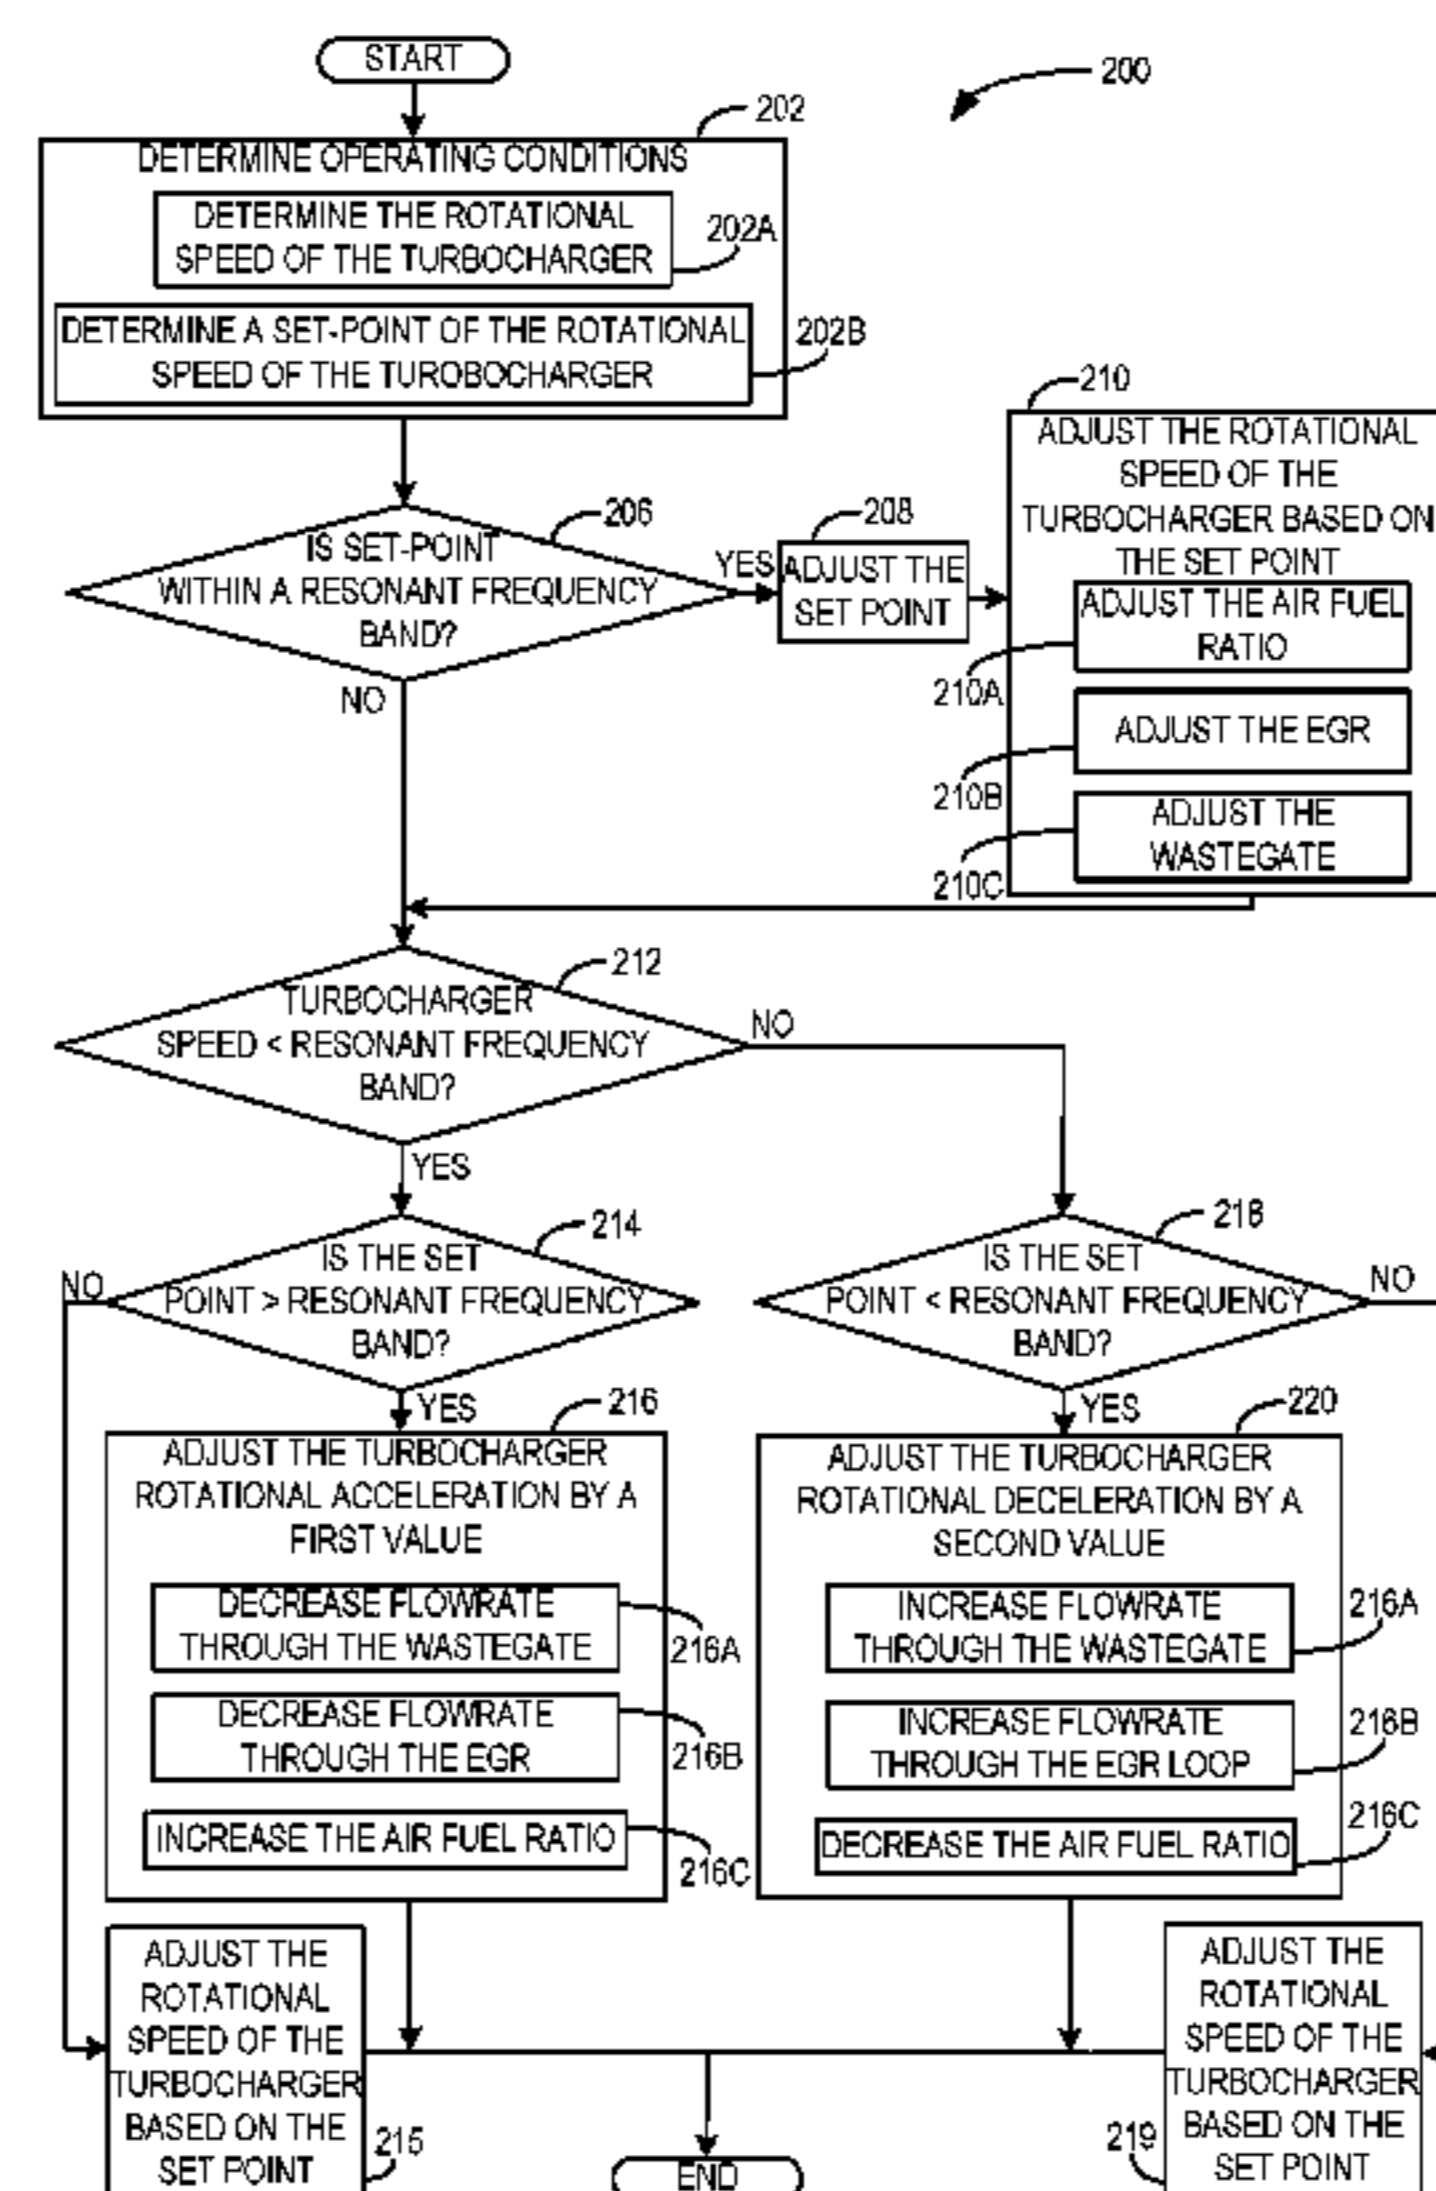 START
200
202
DETERMINE OPERATING CONDITIONS
DETERMINE THE ROTATIONAL
SPEED OF THE TURBOCHARGER
202A
DETERMINE A SET-POINT OF THE ROTATIONAL
SPEED OF THE TUROBOCHARGER
202B
206
IS SET-POINT
WITHIN A RESONANT FREQUENCY
BAND?
YES
NO
208
ADJUST THE
SET POINT
210
ADJUST THE ROTATIONAL
SPEED OF THE
TURBOCHARGER BASED ON
THE SET POINT
ADJUST THE AIR FUEL
RATIO
210A
ADJUST THE EGR
210B
ADJUST THE
WASTEGATE
210C
212
TURBOCHARGER
SPEED < RESONANT FREQUENCY
BAND?
NO
YES
214
IS THE SET
POINT > RESONANT FREQUENCY
BAND?
NO
YES
218
IS THE SET
POINT < RESONANT FREQUENCY
BAND?
NO
YES
216
ADJUST THE TURBOCHARGER
ROTATIONAL ACCELERATION BY A
FIRST VALUE
DECREASE FLOWRATE
THROUGH THE WASTEGATE
216A
DECREASE FLOWRATE
THROUGH THE EGR
216B
INCREASE THE AIR FUEL RATIO
216C
220
ADJUST THE TURBOCHARGER
ROTATIONAL DECELERATION BY A
SECOND VALUE
INCREASE FLOWRATE
THROUGH THE WASTEGATE
216A
INCREASE FLOWRATE
THROUGH THE EGR LOOP
216B
DECREASE THE AIR FUEL RATIO
216C
ADJUST THE
ROTATIONAL
SPEED OF THE
TURBOCHARGER
BASED ON THE
SET POINT
215
END
ADJUST THE
ROTATIONAL
SPEED OF THE
TURBOCHARGER
BASED ON THE
SET POINT
219